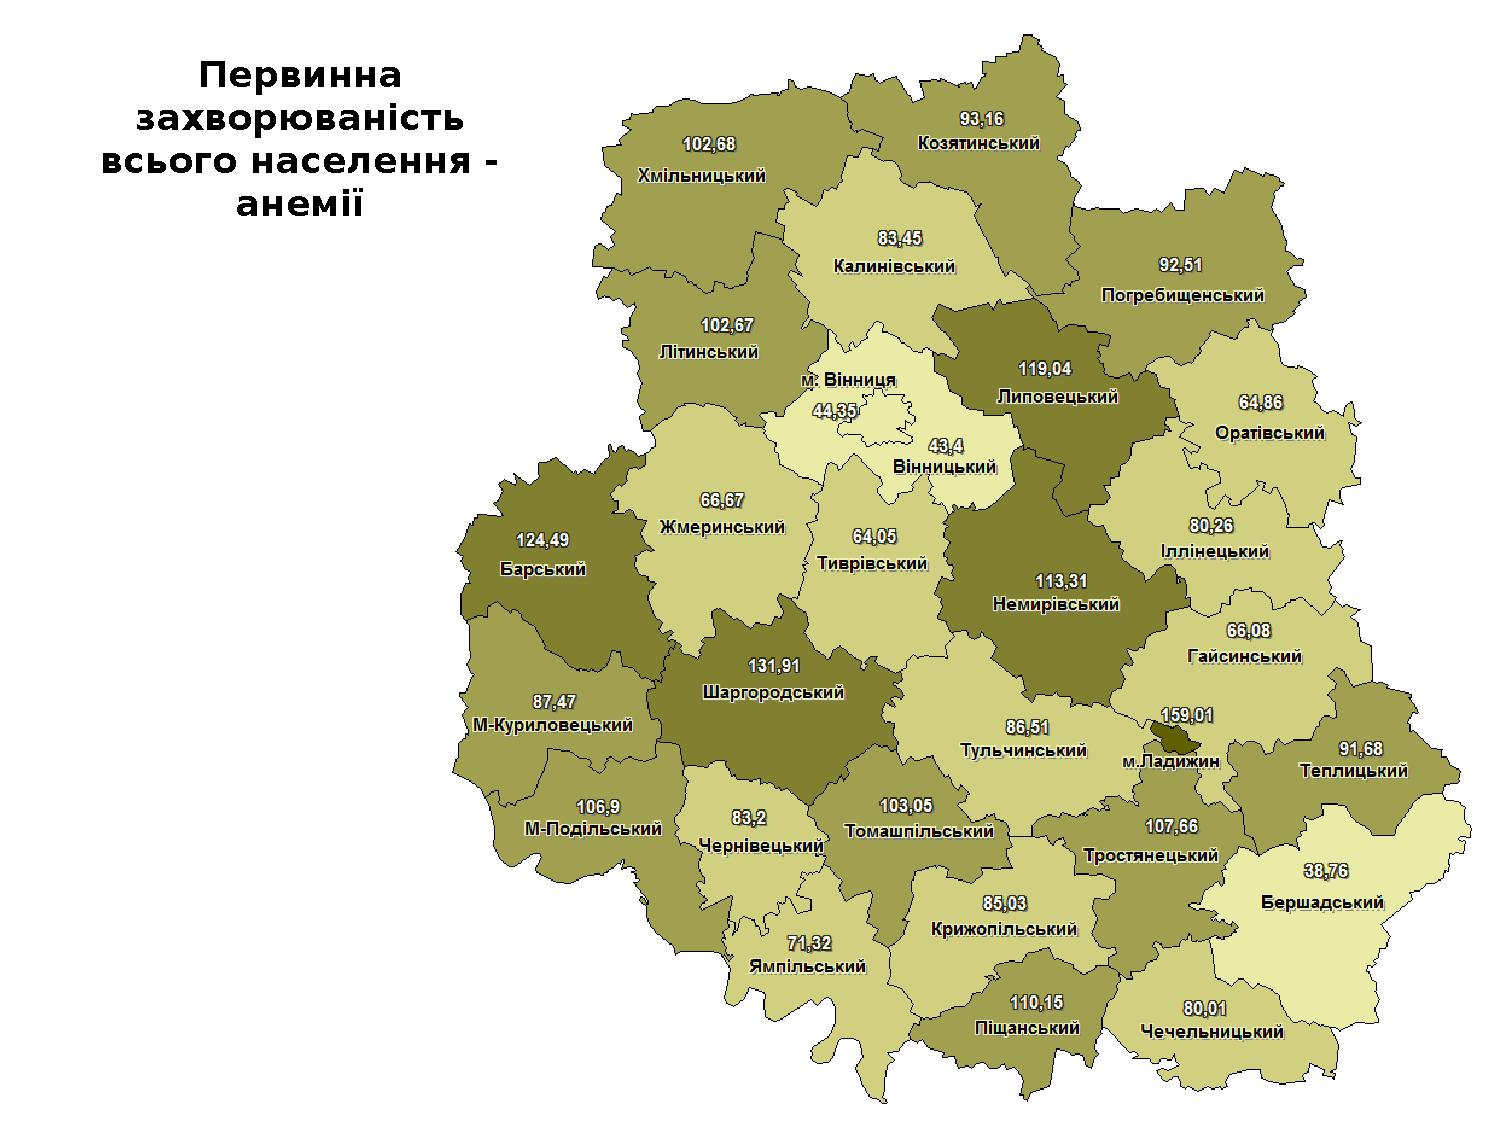 Первинна
захворюваність
всього населення -
анемії
93,16
Козятинський
102,68
Хмільницький
83,45
Калинівський
92,51
Погребищенський
102,67
Літинський
м. Вінниця
44,35
119,04
Липовецький
64,86
Оратівський
43,4
Вінницький
66,67
Жмеринський
64,05
Тиврівський
80,26
Іллінецький
124,49
Барський
113,31
Немирівський
66,08
Гайсинський
131,91
Шаргородський
87,47
М-Куриловецький
86,51
Тульчинський
159,01
м.Ладижин
91,68
Теплицький
106,9
М-Подільський
83,2
Чернівецький
103,05
Томашпільський
107,66
Тростянецький
38,76
Бершадський
85,03
Крижопільський
71,32
Ямпільський
110,15
Піщанський
80,01
Чечельницький